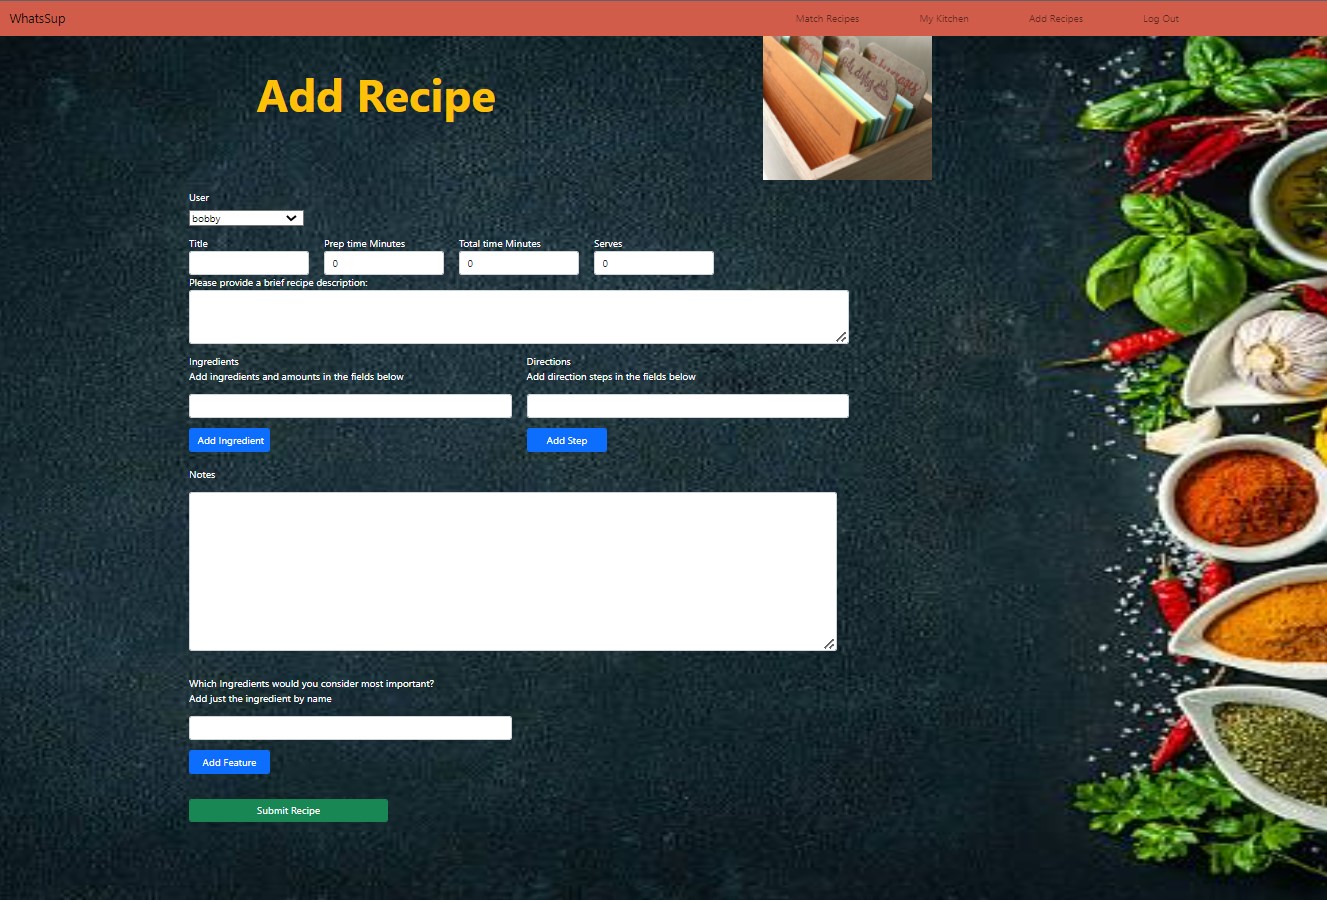 WhatsSup Match Recipes My Kitchen Add Recipes Log Out
Add Recipe
User
bobby
Title Prep time Minutes Total time Minutes Serves
0 0 0
Please provide a brief recipe description:
Ingredients Directions
Add ingredients and amounts in the fields below Add direction steps in the fields below
Add Ingredient Add Step
Notes
Which Ingredients would you consider most important?
Add just the ingredient by name
Add Feature
Submit Recipe